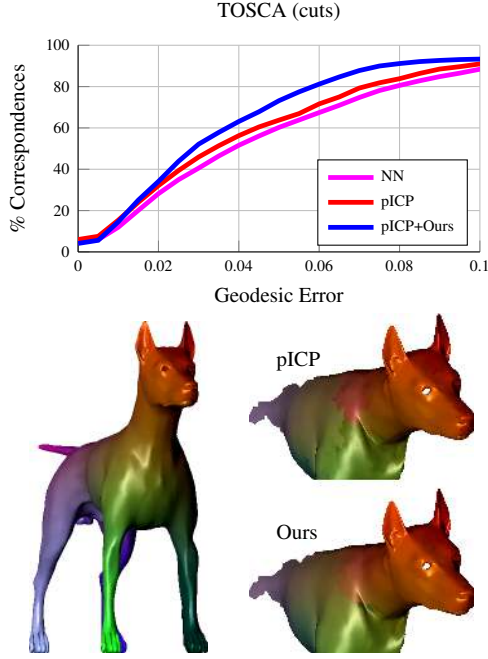 TOSCA (cuts)
100
80
60
40
20
0
% Correspondences
NN
pICP
pICP+Ours
0 0.02 0.04 0.06 0.08 0.1
Geodesic Error
pICP
Ours